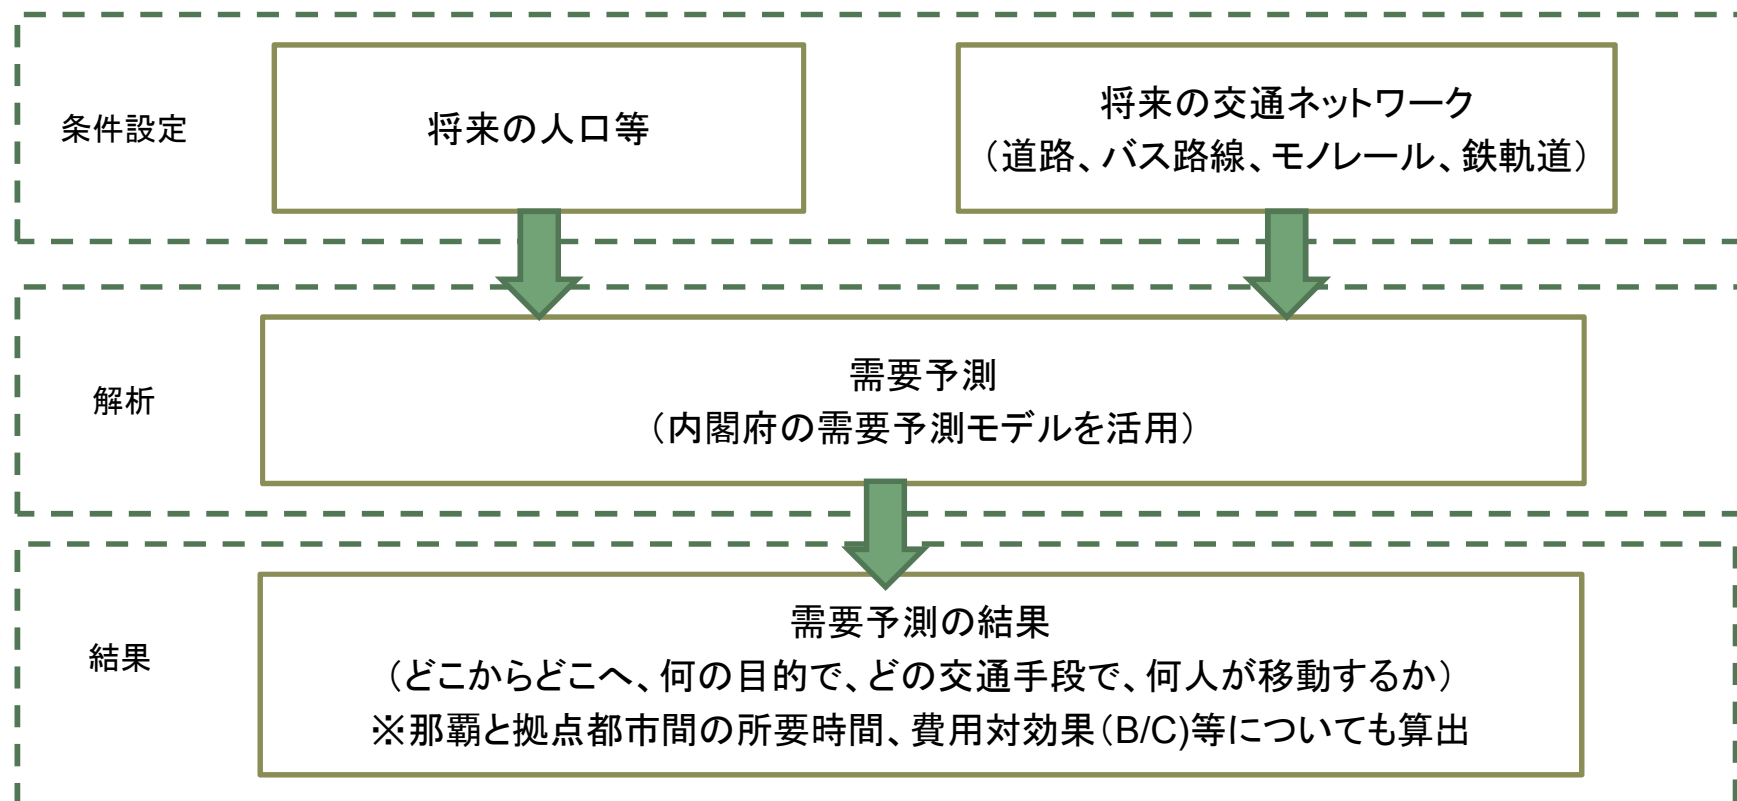 条件設定
将来の人口等
将来の交通ネットワーク
（道路、バス路線、モノレール、鉄軌道）
解析
需要予測
（内閣府の需要予測モデルを活用）
結果
需要予測の結果
（どこからどこへ、何の目的で、どの交通手段で、何人が移動するか）
※那覇と拠点都市間の所要時間、費用対効果（B/C)等についても算出